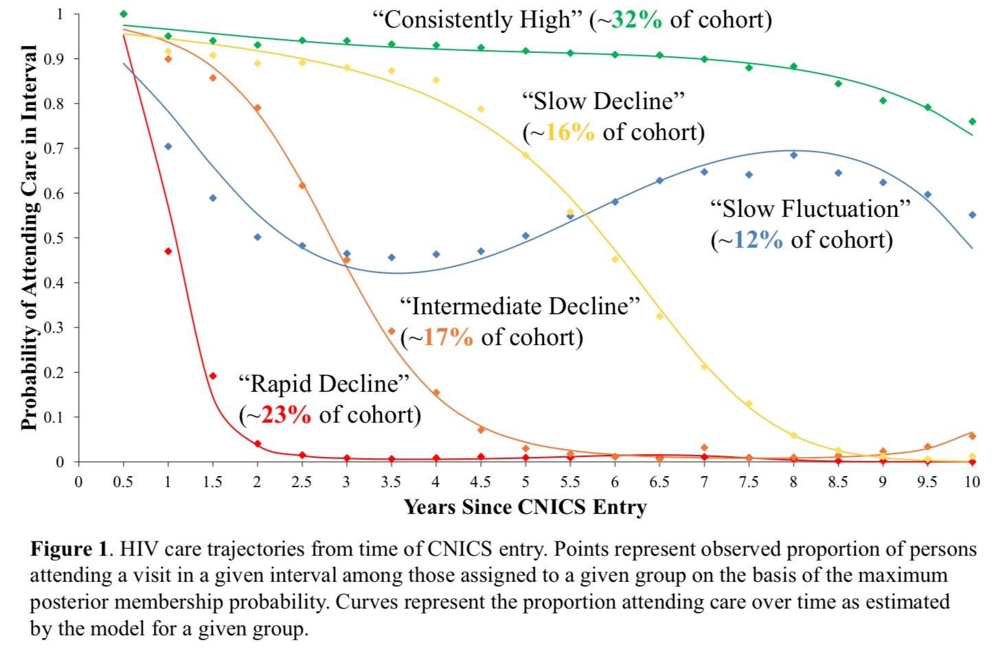 “Consistently High” (~32% of cohort)
“Slow Decline”
(~16% of cohort)
“Slow Fluctuation”
(~12% of cohort)
“Intermediate Decline”
(~17% of cohort)
“Rapid Decline”
(~23% of cohort)
Probability of Attending Care in Interval
1
0.9
0.8
0.7
0.6
0.5
0.4
0.3
0.2
0.1
0
0 0.5 1 1.5 2 2.5 3 3.5 4 4.5 5 5.5 6 6.5 7 7.5 8 8.5 9 9.5 10
Years Since CNICS Entry
Figure 1. HIV care trajectories from time of CNICS entry. Points represent observed proportion of persons
attending a visit in a given interval among those assigned to a given group on the basis of the maximum
posterior membership probability. Curves represent the proportion attending care over time as estimated
by the model for a given group.